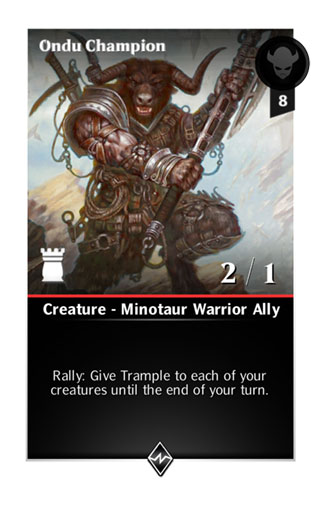 Ondu Champion
8
2 / 1
Creature - Minotaur Warrior Ally
Rally: Give Trample to each of your
creatures until the end of your turn.